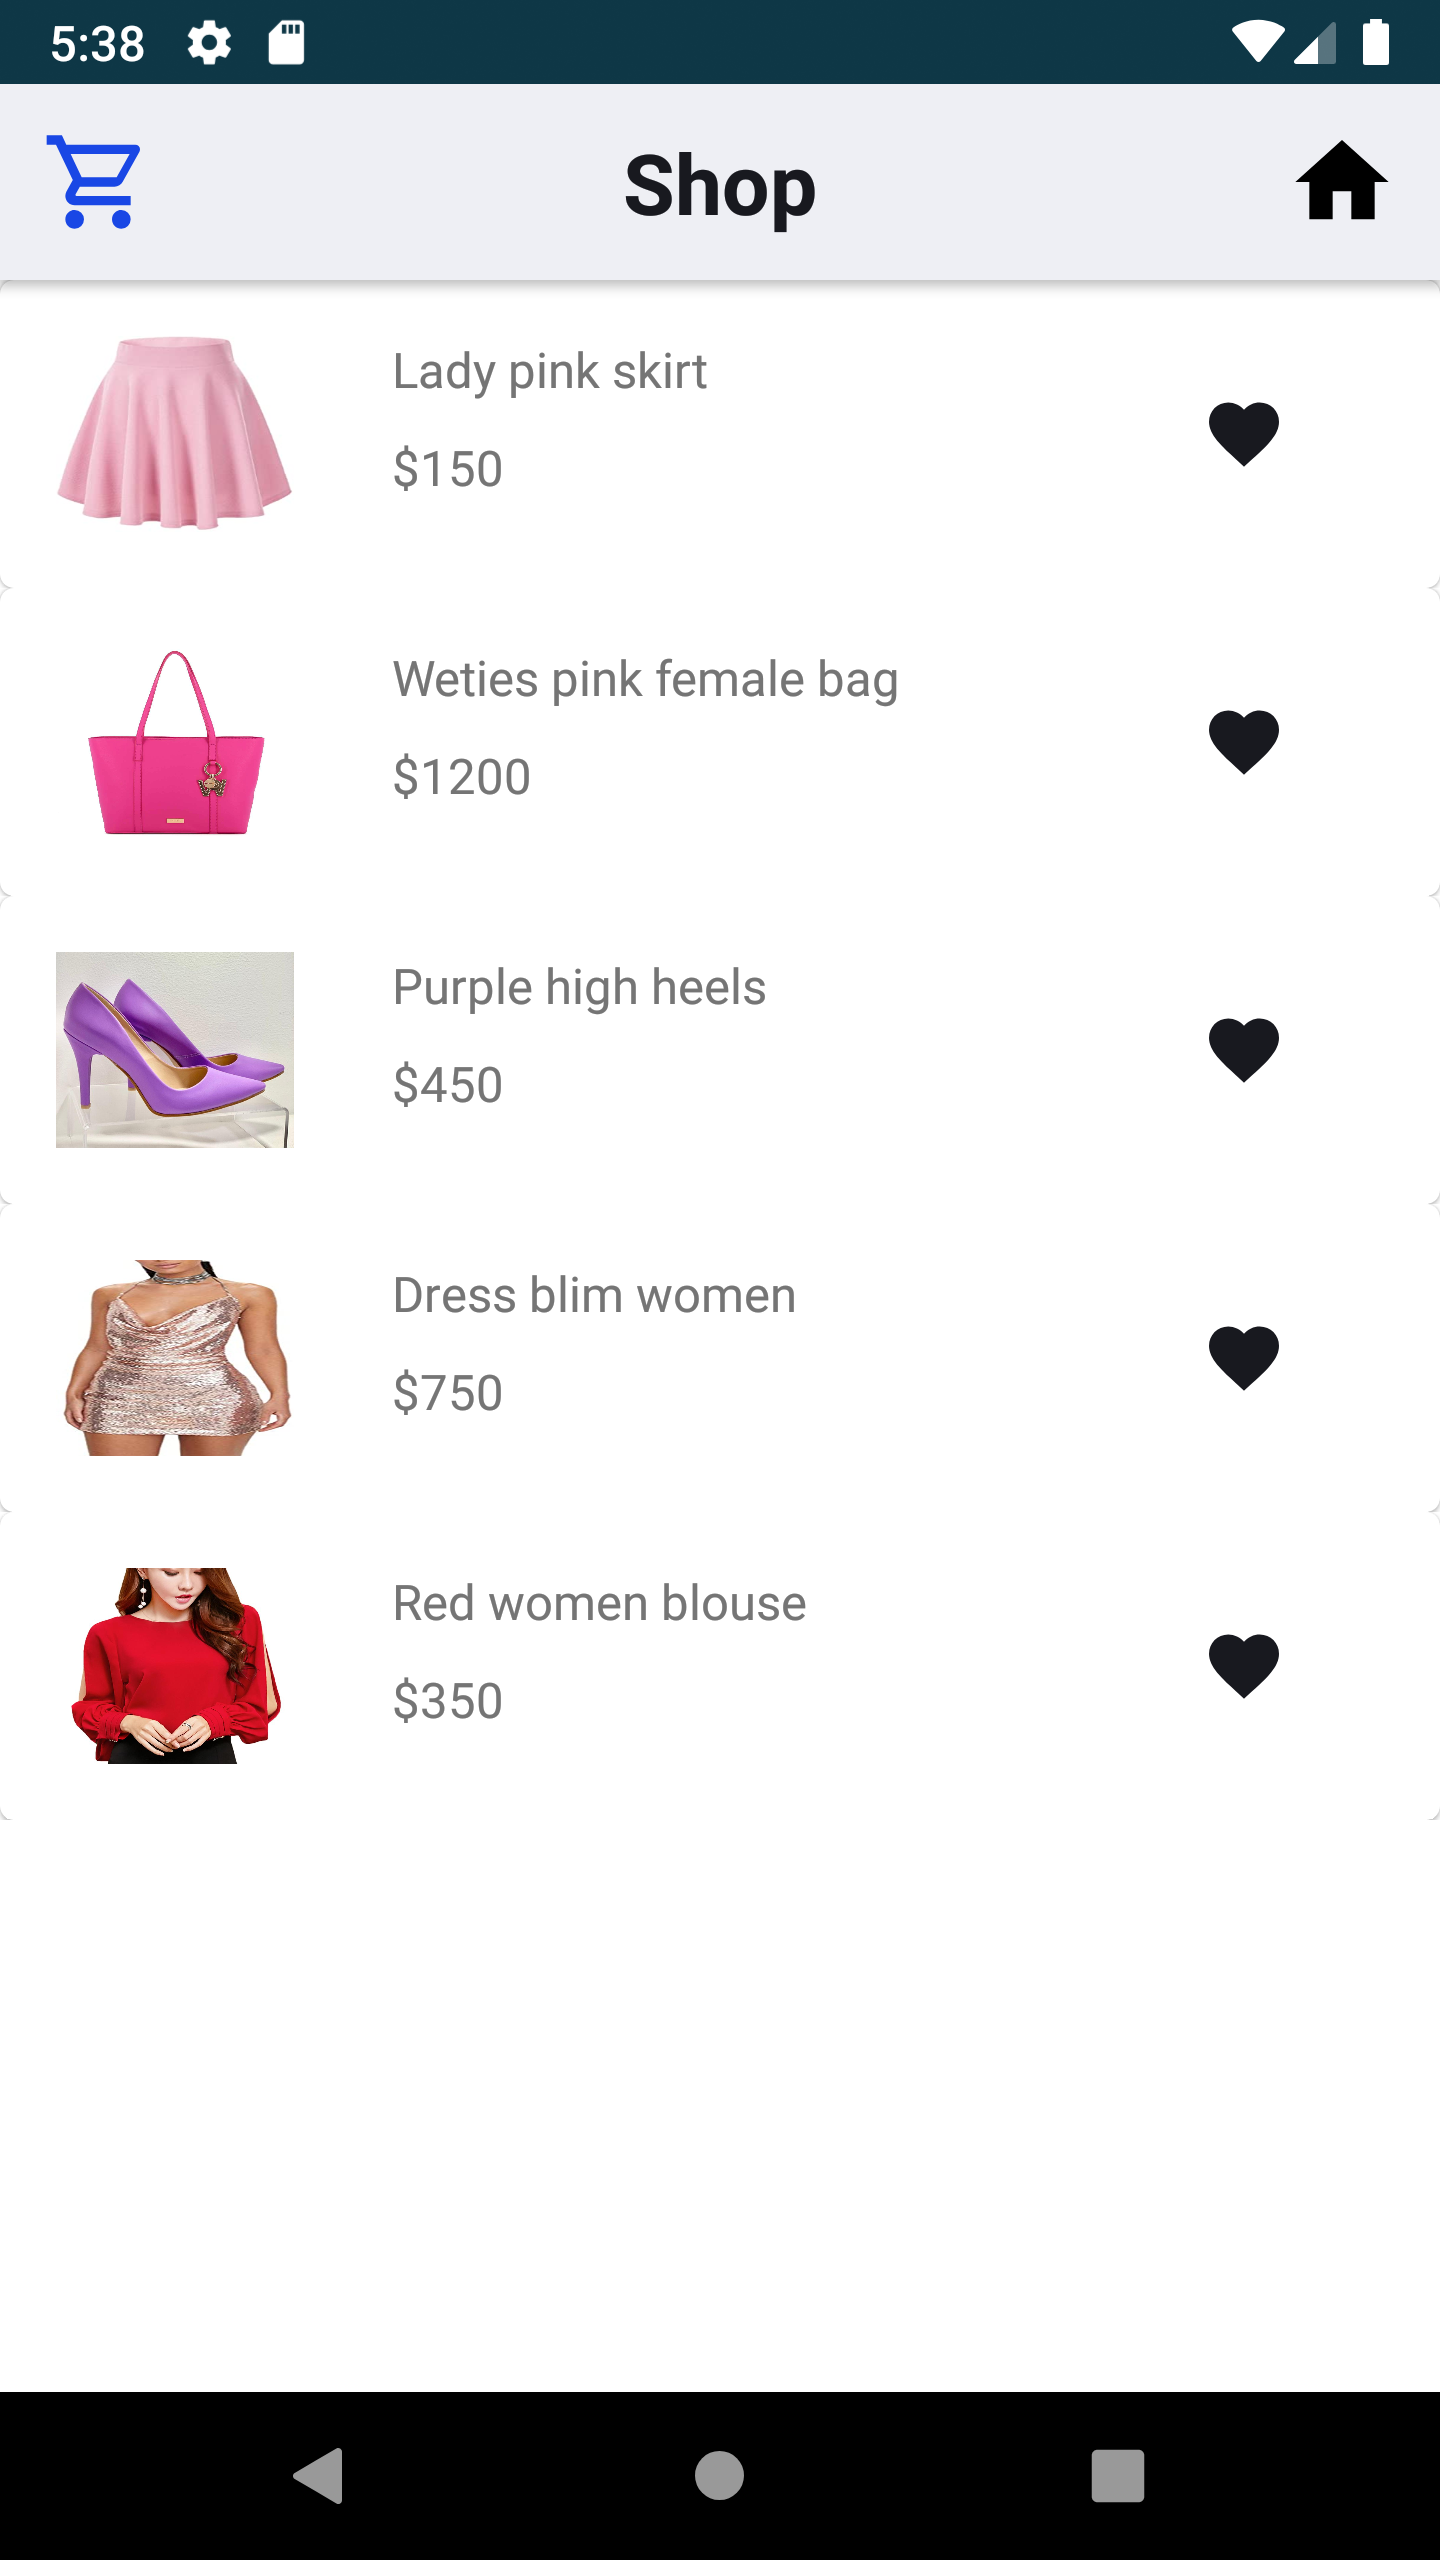 5:38
Shop
Lady pink skirt
$150
Weties pink female bag
$1200
Purple high heels
$450
Dress blim women
$750
Red women blouse
$350